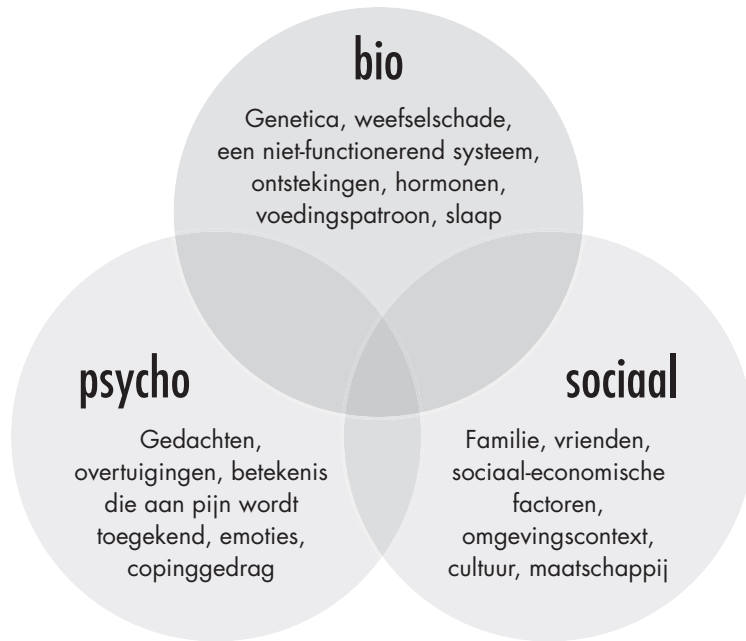 bio
Genetica, weefselschade,
een niet-functionerend systeem,
ontstekingen, hormonen,
voedingspatroon, slaap
psycho
Gedachten,
overtuigingen, betekenis
die aan pijn wordt
toegekend, emoties,
copinggedrag
sociaal
Familie, vrienden,
sociaal-economische
factoren,
omgevingscontext,
cultuur, maatschappij